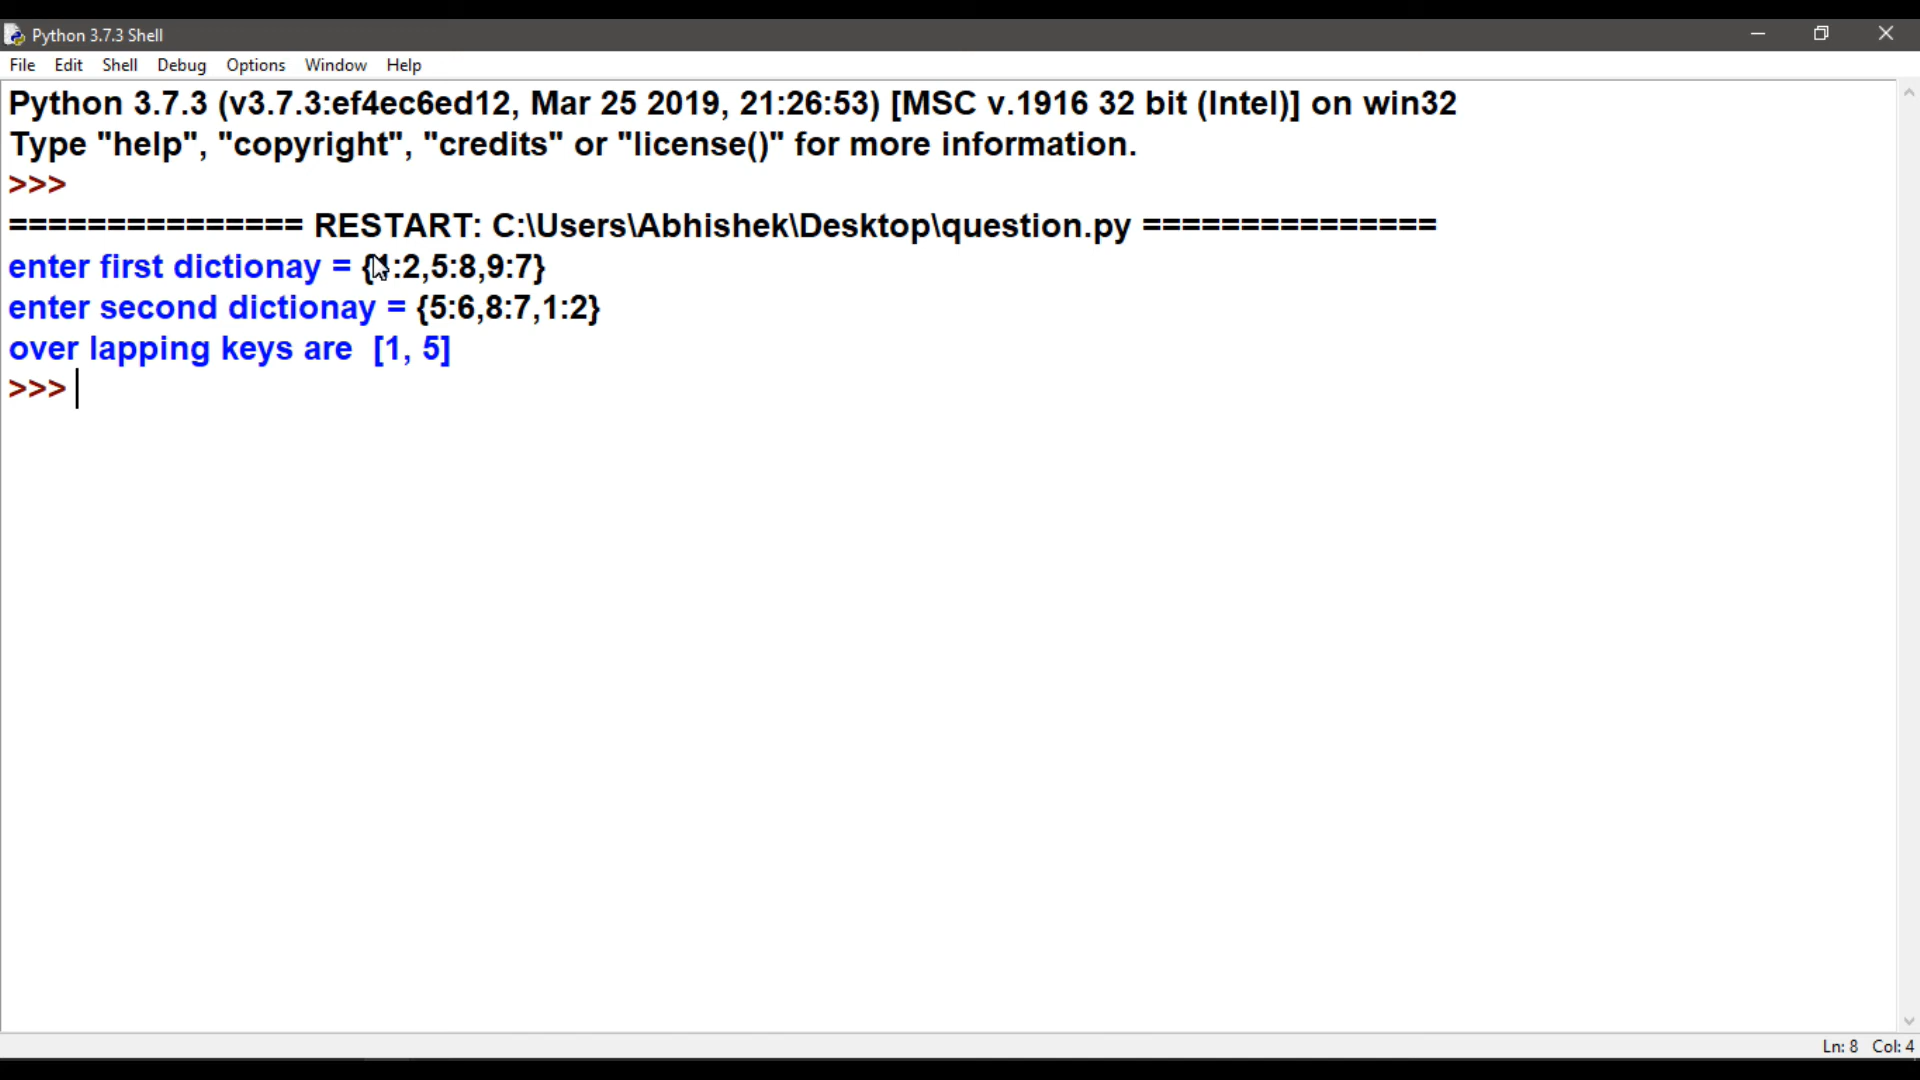 Python 3.7.3 Shell
File Edit Shell Debug Options Window Help
Python 3.7.3 (v3.7.3:ef4ec6ed12, Mar 25 2019, 21:26:53) [MSC v.1916 32 bit (Intel)] on win32
Type "help", "copyright", "credits" or "license()" for more information.
>>>
=============== RESTART: C:\Users\Abhishek\Desktop\question.py ===============
enter first dictionay = {1:2,5:8,9:7}
enter second dictionay = {5:6,8:7,1:2}
over lapping keys are  [1, 5]
>>>
Ln: 8 Col: 4